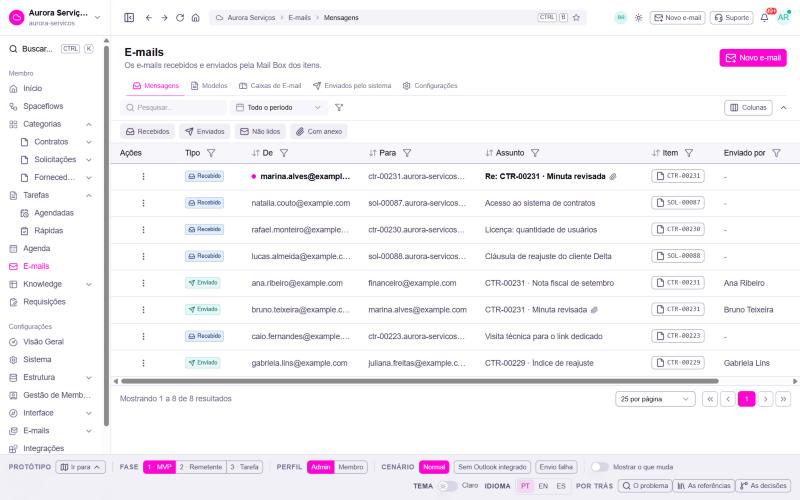 Aurora Serviç...
aurora-servicos
Aurora Serviços > E-mails > Mensagens
CTRL B
BR
Novo e-mail
Suporte
AR
Buscar... CTRL K
Membro
Início
Spaceflows
Categorias
Contratos
Solicitações
Forneced...
Tarefas
Agendadas
Rápidas
Agenda
E-mails
Knowledge
Requisições
Configurações
Visão Geral
Sistema
Estrutura
Gestão de Memb...
Interface
E-mails
Integrações
E-mails
Os e-mails recebidos e enviados pela Mail Box dos itens.
Novo e-mail
Mensagens Modelos Caixas de E-mail Enviados pelo sistema Configurações
Pesquisar... Todo o período Colunas
Recebidos Enviados Não lidos Com anexo
Ações Tipo De Para Assunto Item Enviado por
Recebido marina.alves@exampl... ctr-00231.aurora-servicos... Re: CTR-00231 · Minuta revisada CTR-00231 -
Recebido natalia.couto@example.com sol-00087.aurora-servicos... Acesso ao sistema de contratos SOL-00087 -
Recebido rafael.monteiro@example.... ctr-00230.aurora-servicos... Licença: quantidade de usuários CTR-00230 -
Recebido lucas.almeida@example.c... sol-00088.aurora-servicos... Cláusula de reajuste do cliente Delta SOL-00088 -
Enviado ana.ribeiro@example.com financeiro@example.com CTR-00231 · Nota fiscal de setembro CTR-00231 Ana Ribeiro
Enviado bruno.teixeira@example.c... marina.alves@example.com CTR-00231 · Minuta revisada CTR-00231 Bruno Teixeira
Recebido caio.fernandes@example.... ctr-00223.aurora-servicos... Visita técnica para o link dedicado CTR-00223 -
Enviado gabriela.lins@example.com juliana.freitas@example.c... CTR-00229 · Índice de reajuste CTR-00229 Gabriela Lins
Mostrando 1 a 8 de 8 resultados
25 por página
1
PROTÓTIPO Ir para FASE 1 · MVP 2 · Remetente 3 · Tarefa PERFIL Admin Membro CENÁRIO Normal Sem Outlook integrado Envio falha Mostrar o que muda
TEMA Claro IDIOMA PT EN ES POR TRÁS O problema As referências As decisões